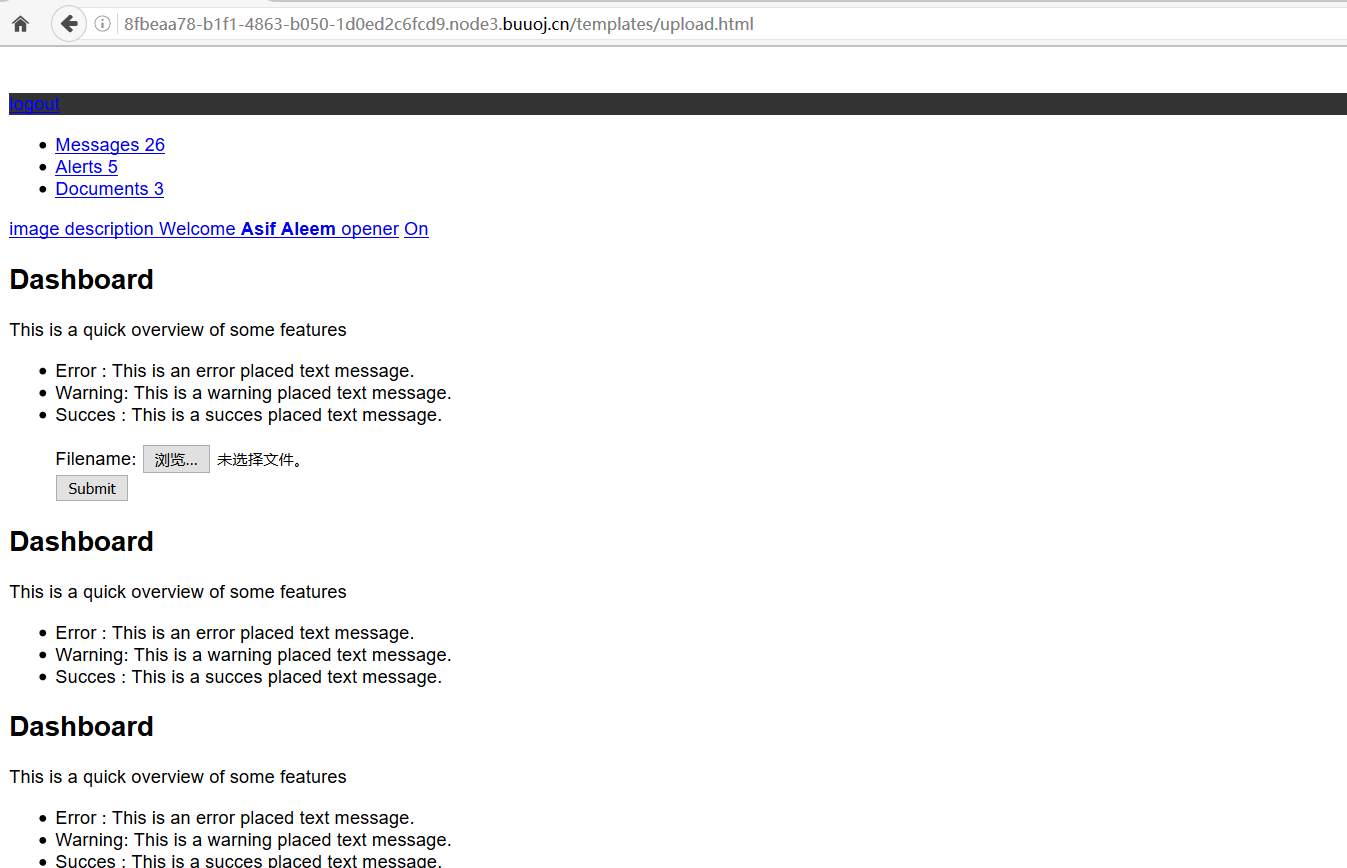 8fbeaa78-b1f1-4863-b050-1d0ed2c6fcd9.node3.buuoj.cn/templates/upload.html
logout
Messages 26
Alerts 5
Documents 3
image description Welcome Asif Aleem opener On
Dashboard
This is a quick overview of some features
Error : This is an error placed text message.
Warning: This is a warning placed text message.
Succes : This is a succes placed text message.
Filename: 浏览... 未选择文件。
Submit
Dashboard
This is a quick overview of some features
Error : This is an error placed text message.
Warning: This is a warning placed text message.
Succes : This is a succes placed text message.
Dashboard
This is a quick overview of some features
Error : This is an error placed text message.
Warning: This is a warning placed text message.
Succes : This is a succes placed text message.